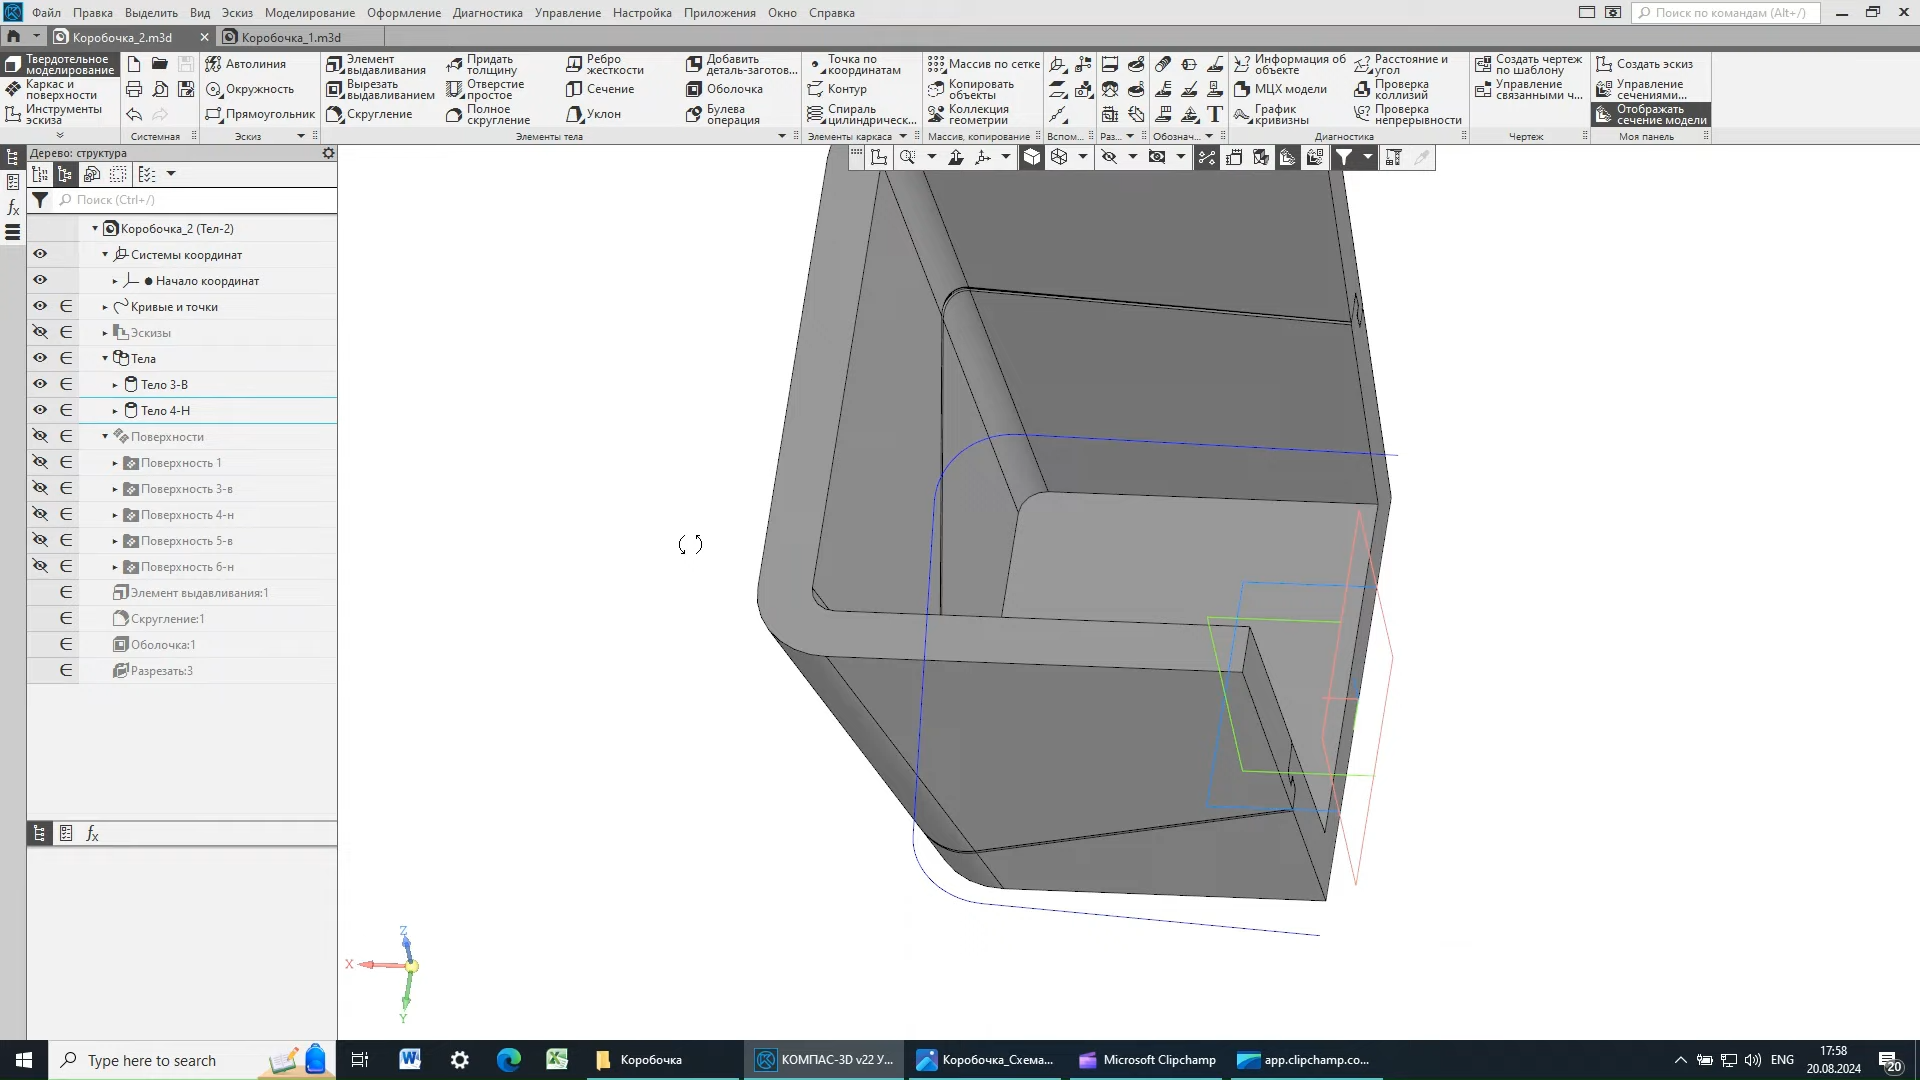 Файл Правка Выделить Вид Эскиз Моделирование Оформление Диагностика Управление Настройка Приложения Окно Справка
Поиск по командам (Alt+/)
Коробочка_2.m3d
Коробочка_1.m3d
Твердотельное моделирование
Каркас и поверхности
Инструменты эскиза
Системная
Автолиния
Окружность
Прямоугольник
Эскиз
Элемент выдавливания
Вырезать выдавливанием
Скругление
Придать толщину
Отверстие простое
Полное скругление
Ребро жесткости
Сечение
Уклон
Добавить деталь-заготов...
Оболочка
Булева операция
Элементы тела
Точка по координатам
Контур
Спираль цилиндрическ...
Элементы каркаса
Массив по сетке
Копировать объекты
Коллекция геометрии
Массив, копирование
Вспом...
Раз...
Обознач...
Информация об объекте
МЦХ модели
График кривизны
Расстояние и угол
Проверка коллизий
Проверка непрерывности
Диагностика
Создать чертеж по шаблону
Управление связанными ч...
Чертеж
Создать эскиз
Управление сечениями...
Отображать сечение модели
Моя панель
Дерево: структура
Поиск (Ctrl+/)
Коробочка_2 (Тел-2)
Системы координат
Начало координат
Кривые и точки
Эскизы
Тела
Тело 3-В
Тело 4-Н
Поверхности
Поверхность 1
Поверхность 3-в
Поверхность 4-н
Поверхность 5-в
Поверхность 6-н
Элемент выдавливания:1
Скругление:1
Оболочка:1
Разрезать:3
Z
X
Y
Type here to search
Коробочка
КОМПАС-3D v22 У...
Коробочка_Схема...
Microsoft Clipchamp
app.clipchamp.co...
ENG
17:58
20.08.2024
20